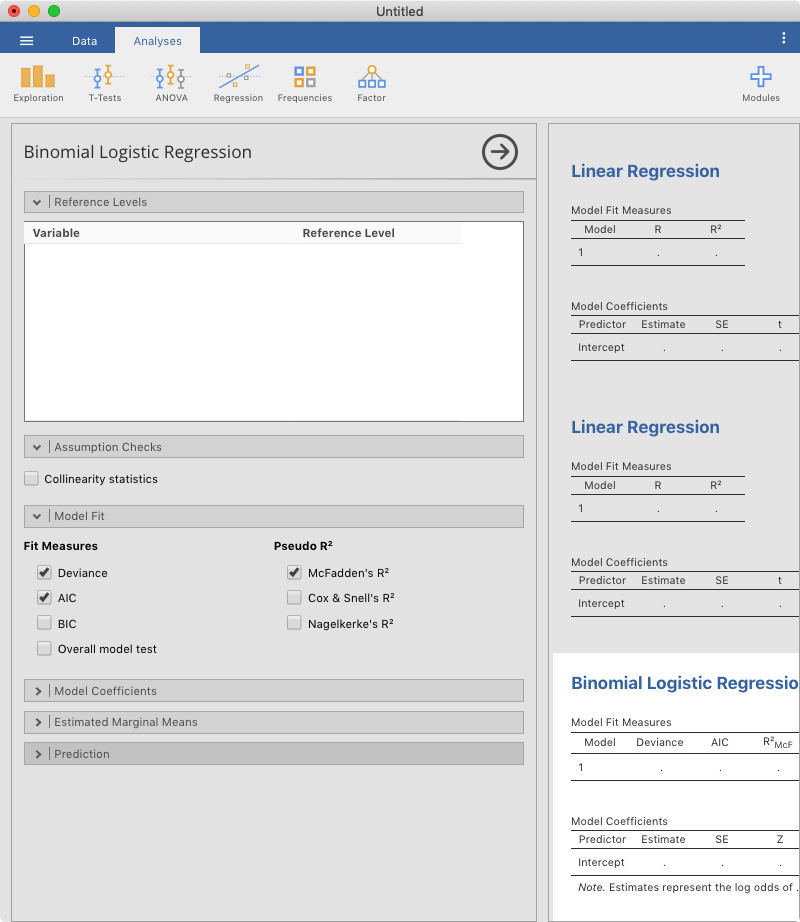 Untitled
Data Analyses
Exploration T-Tests ANOVA Regression Frequencies Factor Modules
Binomial Logistic Regression
Reference Levels
Variable Reference Level
Assumption Checks
Collinearity statistics
Model Fit
Fit Measures Pseudo R²
Deviance McFadden's R²
AIC Cox & Snell's R²
BIC Nagelkerke's R²
Overall model test
Model Coefficients
Estimated Marginal Means
Prediction
Linear Regression
Model Fit Measures
Model R R²
1 . .
Model Coefficients
Predictor Estimate SE t
Intercept . . .
Linear Regression
Model Fit Measures
Model R R²
1 . .
Model Coefficients
Predictor Estimate SE t
Intercept . . .
Binomial Logistic Regressio
Model Fit Measures
Model Deviance AIC R²McF
1 . . .
Model Coefficients
Predictor Estimate SE Z
Intercept . . .
Note. Estimates represent the log odds of .